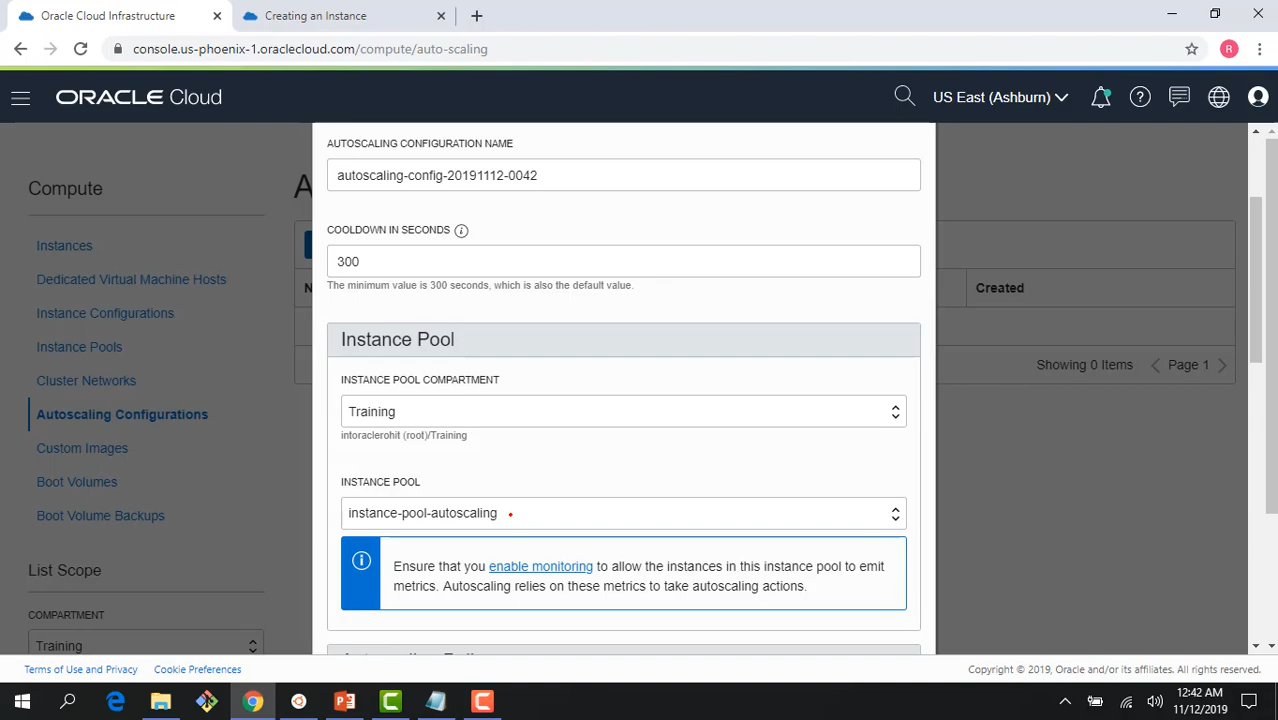 Oracle Cloud Infrastructure
Creating an Instance
console.us-phoenix-1.oraclecloud.com/compute/auto-scaling
R
ORACLE Cloud
US East (Ashburn)
Compute
Instances
Dedicated Virtual Machine Hosts
Instance Configurations
Instance Pools
Cluster Networks
Autoscaling Configurations
Custom Images
Boot Volumes
Boot Volume Backups
List Scope
COMPARTMENT
Training
A
N
AUTOSCALING CONFIGURATION NAME
autoscaling-config-20191112-0042
COOLDOWN IN SECONDS
300
The minimum value is 300 seconds, which is also the default value.
Instance Pool
INSTANCE POOL COMPARTMENT
Training
intoraclerohit (root)/Training
INSTANCE POOL
instance-pool-autoscaling
Ensure that you enable monitoring to allow the instances in this instance pool to emit
metrics. Autoscaling relies on these metrics to take autoscaling actions.
Created
Showing 0 Items
Page 1
Terms of Use and Privacy
Cookie Preferences
Copyright © 2019, Oracle and/or its affiliates. All rights reserved.
12:42 AM
11/12/2019